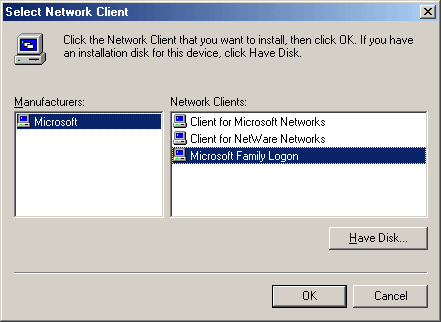 Select Network Client
Click the Network Client that you want to install, then click OK. If you have
an installation disk for this device, click Have Disk.
Manufacturers:
Microsoft
Network Clients:
Client for Microsoft Networks
Client for NetWare Networks
Microsoft Family Logon
Have Disk...
OK
Cancel